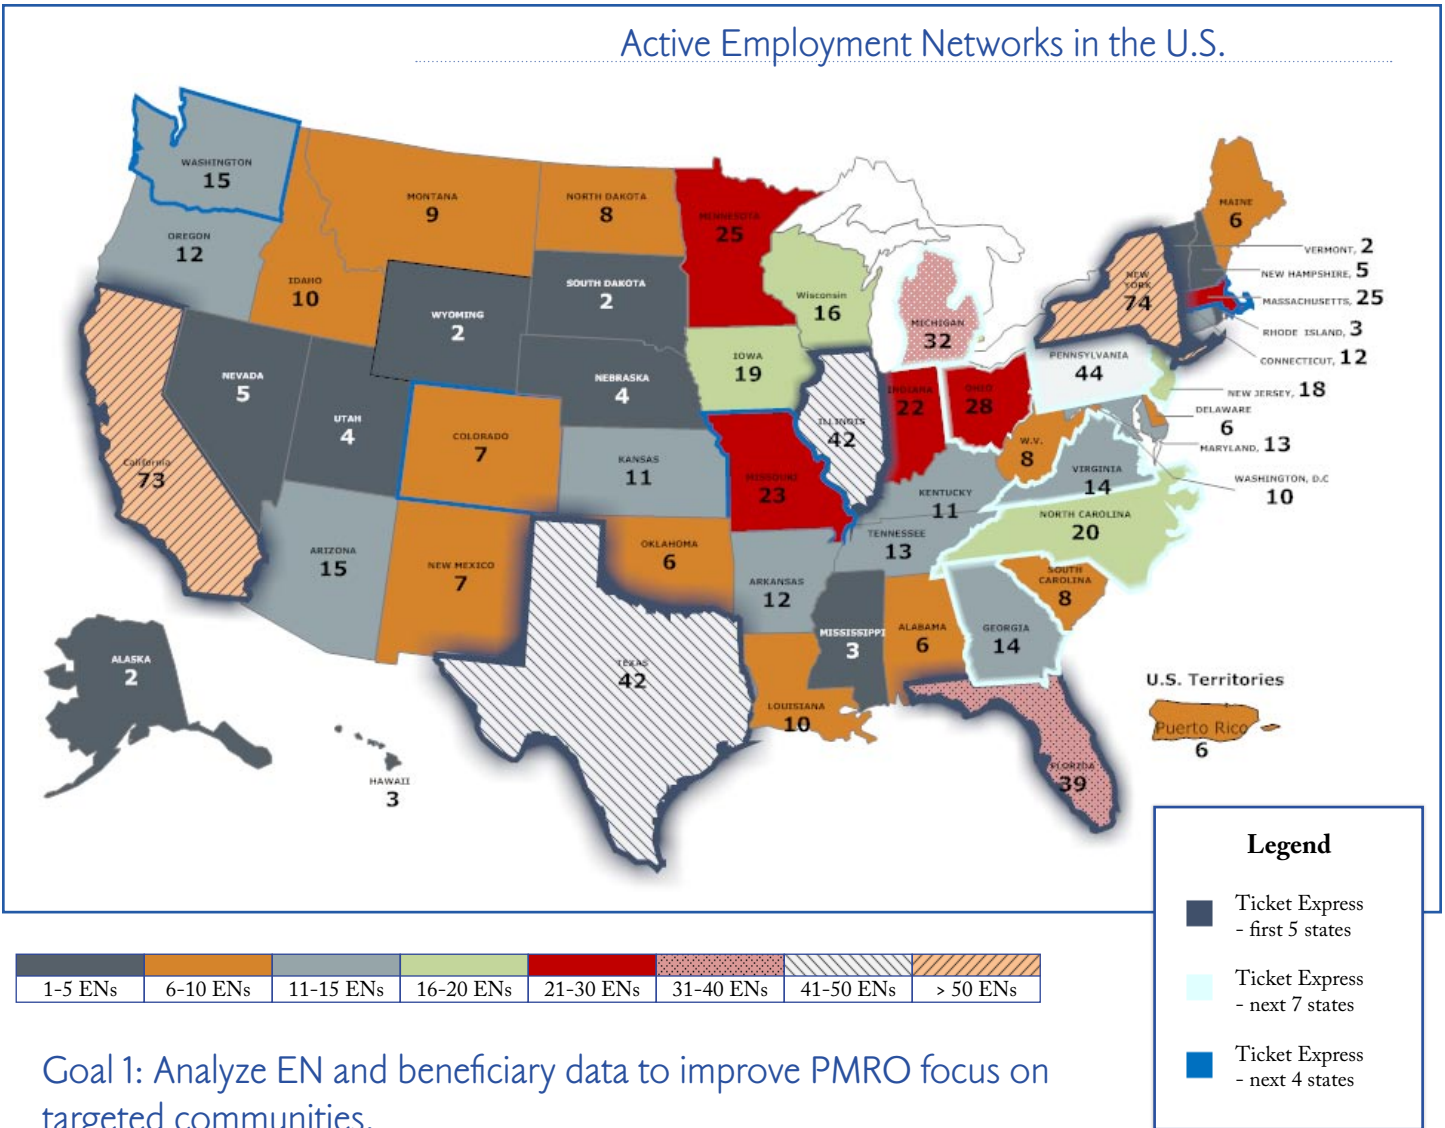 Active Employment Networks in the U.S.
WASHINGTON
15
OREGON
12
MONTANA
9
IDAHO
10
NORTH DAKOTA
8
MINNESOTA
25
SOUTH DAKOTA
2
WYOMING
2
Wisconsin
16
MICHIGAN
32
NEW
YORK
74
MAINE
6
VERMONT, 2
NEW HAMPSHIRE, 5
MASSACHUSETTS, 25
RHODE ISLAND, 3
CONNECTICUT, 12
NEW JERSEY, 18
DELAWARE
6
MARYLAND, 13
WASHINGTON, D.C
10
PENNSYLVANIA
44
IOWA
19
NEBRASKA
4
NEVADA
5
UTAH
4
COLORADO
7
KANSAS
11
MISSOURI
23
ILLINOIS
42
INDIANA
22
OHIO
28
W.V.
8
VIRGINIA
14
KENTUCKY
11
NORTH CAROLINA
20
TENNESSEE
13
SOUTH
CAROLINA
8
California
73
ARIZONA
15
NEW MEXICO
7
OKLAHOMA
6
ARKANSAS
12
MISSISSIPPI
3
ALABAMA
6
GEORGIA
14
TEXAS
42
LOUISIANA
10
FLORIDA
39
ALASKA
2
HAWAII
3
U.S. Territories
Puerto Rico
6
Legend
Ticket Express
- first 5 states
Ticket Express
- next 7 states
Ticket Express
- next 4 states
1-5 ENs 6-10 ENs 11-15 ENs 16-20 ENs 21-30 ENs 31-40 ENs 41-50 ENs > 50 ENs
Goal 1: Analyze EN and beneficiary data to improve PMRO focus on
targeted communities.